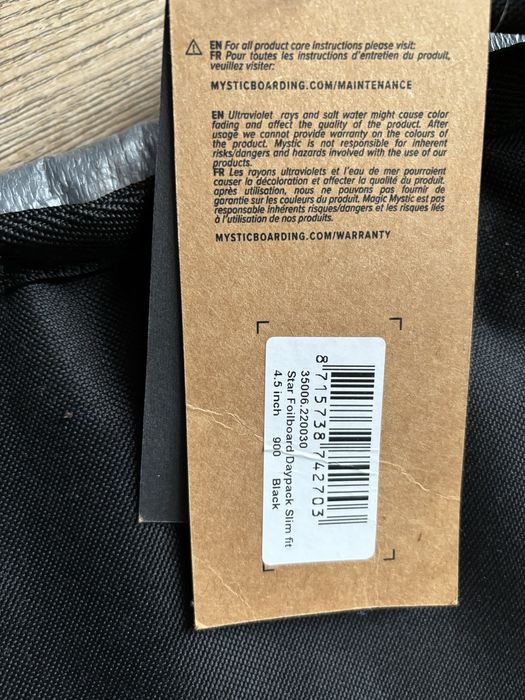 EN For all product care instructions please visit:
FR Pour toutes les instructions d'entretien du produit,
veuillez visiter:
MYSTICBOARDING.COM/MAINTENANCE
EN Ultraviolet rays and salt water might cause color
fading and affect the quality of the product. After
usage we cannot provide warranty on the colours of
the product. Mystic is not responsible for inherent
risks/dangers and hazards involved with the use of our
products.
FR Les rayons ultraviolets et l'eau de mer pourraient
causer la décoloration et affecter la qualité du produit.
après utilisation, nous ne pouvons pas fournir de
garantie sur les couleurs du produit. Magic Mystic est pas
responsable inhérents risques/dangers et les risques liés
à l'utilisation de nos produits.
MYSTICBOARDING.COM/WARRANTY
8 715738 742703
35006.220030
Star Foilboard Daypack Slim fit
4.5 inch 900 Black